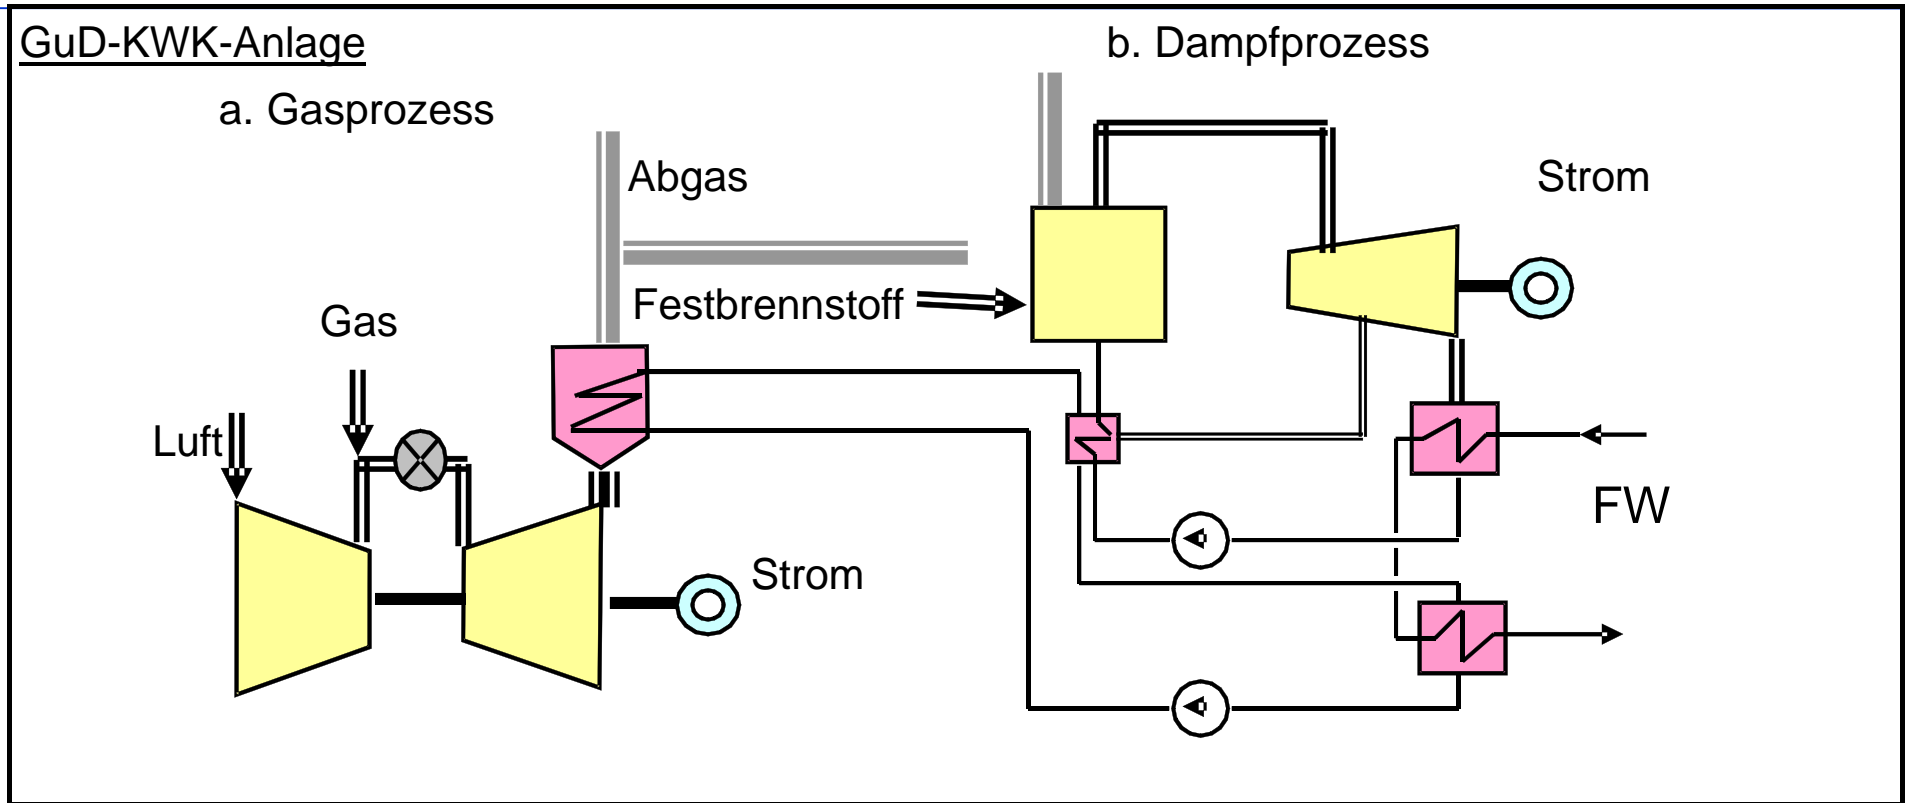 GuD-KWK-Anlage
b. Dampfprozess
a. Gasprozess
Abgas
Strom
Festbrennstoff
Gas
Luft
FW
Strom